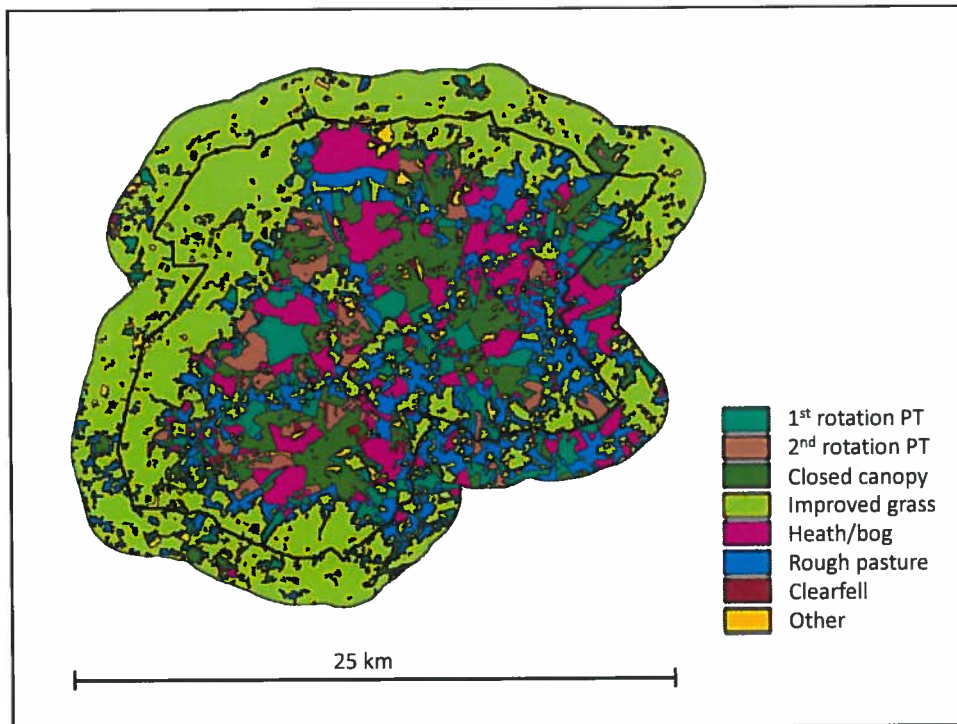 1st rotation PT
2nd rotation PT
Closed canopy
Improved grass
Heath/bog
Rough pasture
Clearfell
Other
25 km